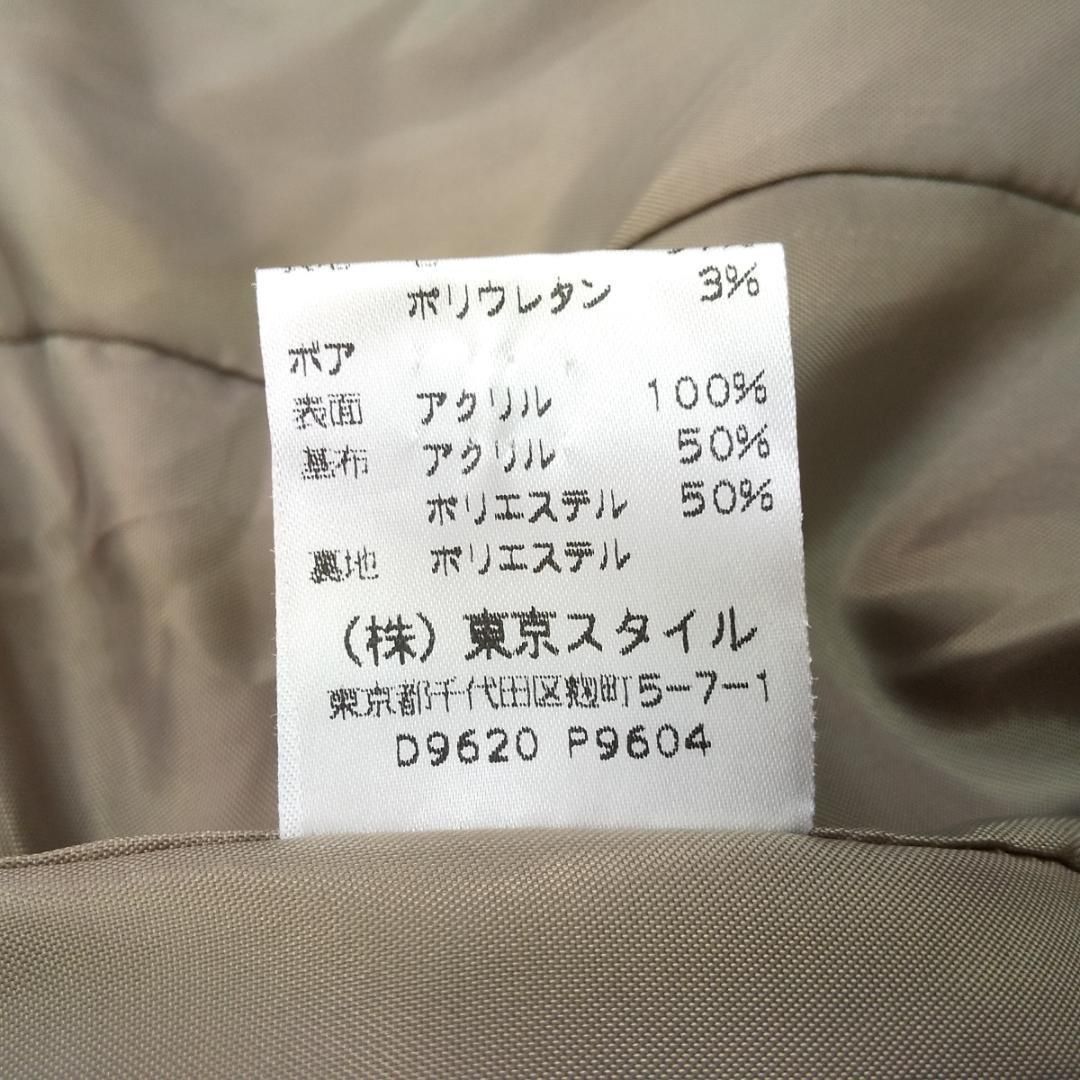 ポリウレタン 3%
ボア
表面 アクリル 100%
基布 アクリル 50%
ポリエステル 50%
裏地 ポリエステル
(株) 東京スタイル
東京都千代田区麹町5-7-1
D9620 P9604